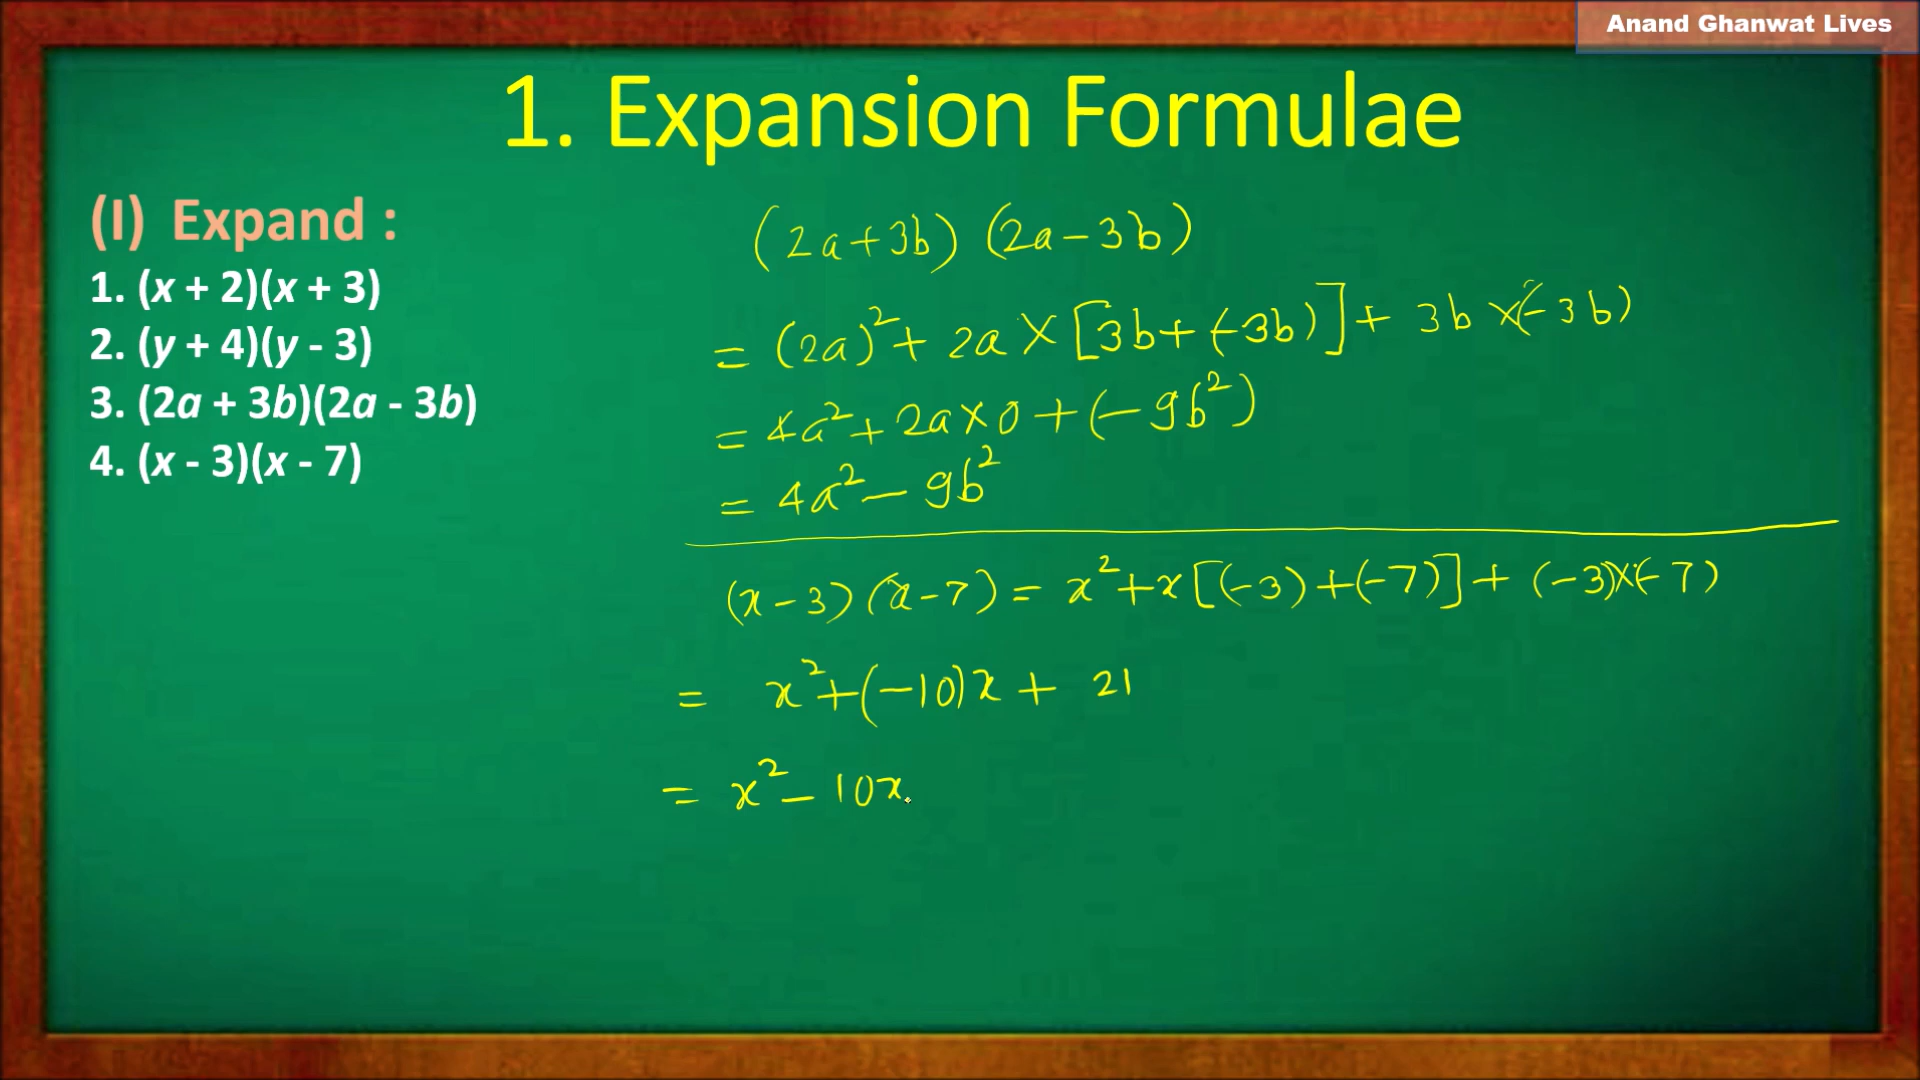 Anand Ghanwat Lives
1. Expansion Formulae
(I) Expand :
1. (x + 2)(x + 3)
2. (y + 4)(y - 3)
3. (2a + 3b)(2a - 3b)
4. (x - 3)(x - 7)
(2a+3b) (2a-3b)
= (2a)²+ 2a × [3b+(-3b)]+ 3b ×(-3b)
= 4a²+ 2a×0+(-9b²)
= 4a²- 9b²
(x-3) (x-7) = x²+x[(-3)+(-7)]+ (-3)×(-7)
= x²+(-10)x + 21
= x²- 10x